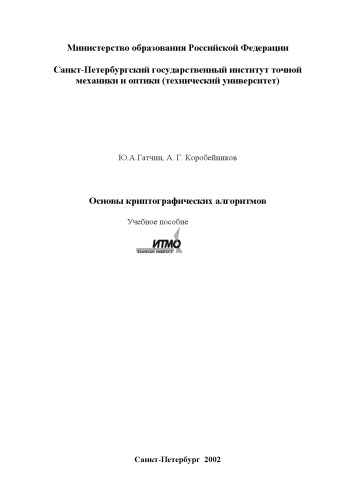 Министерство образования Российской Федерации
Санкт-Петербургский государственный институт точной
механики и оптики (технический университет)
Ю.А.Гатчин, А. Г. Коробейников
Основы криптографических алгоритмов
Учебное пособие
ИТМО
Санкт-Петербург 2002